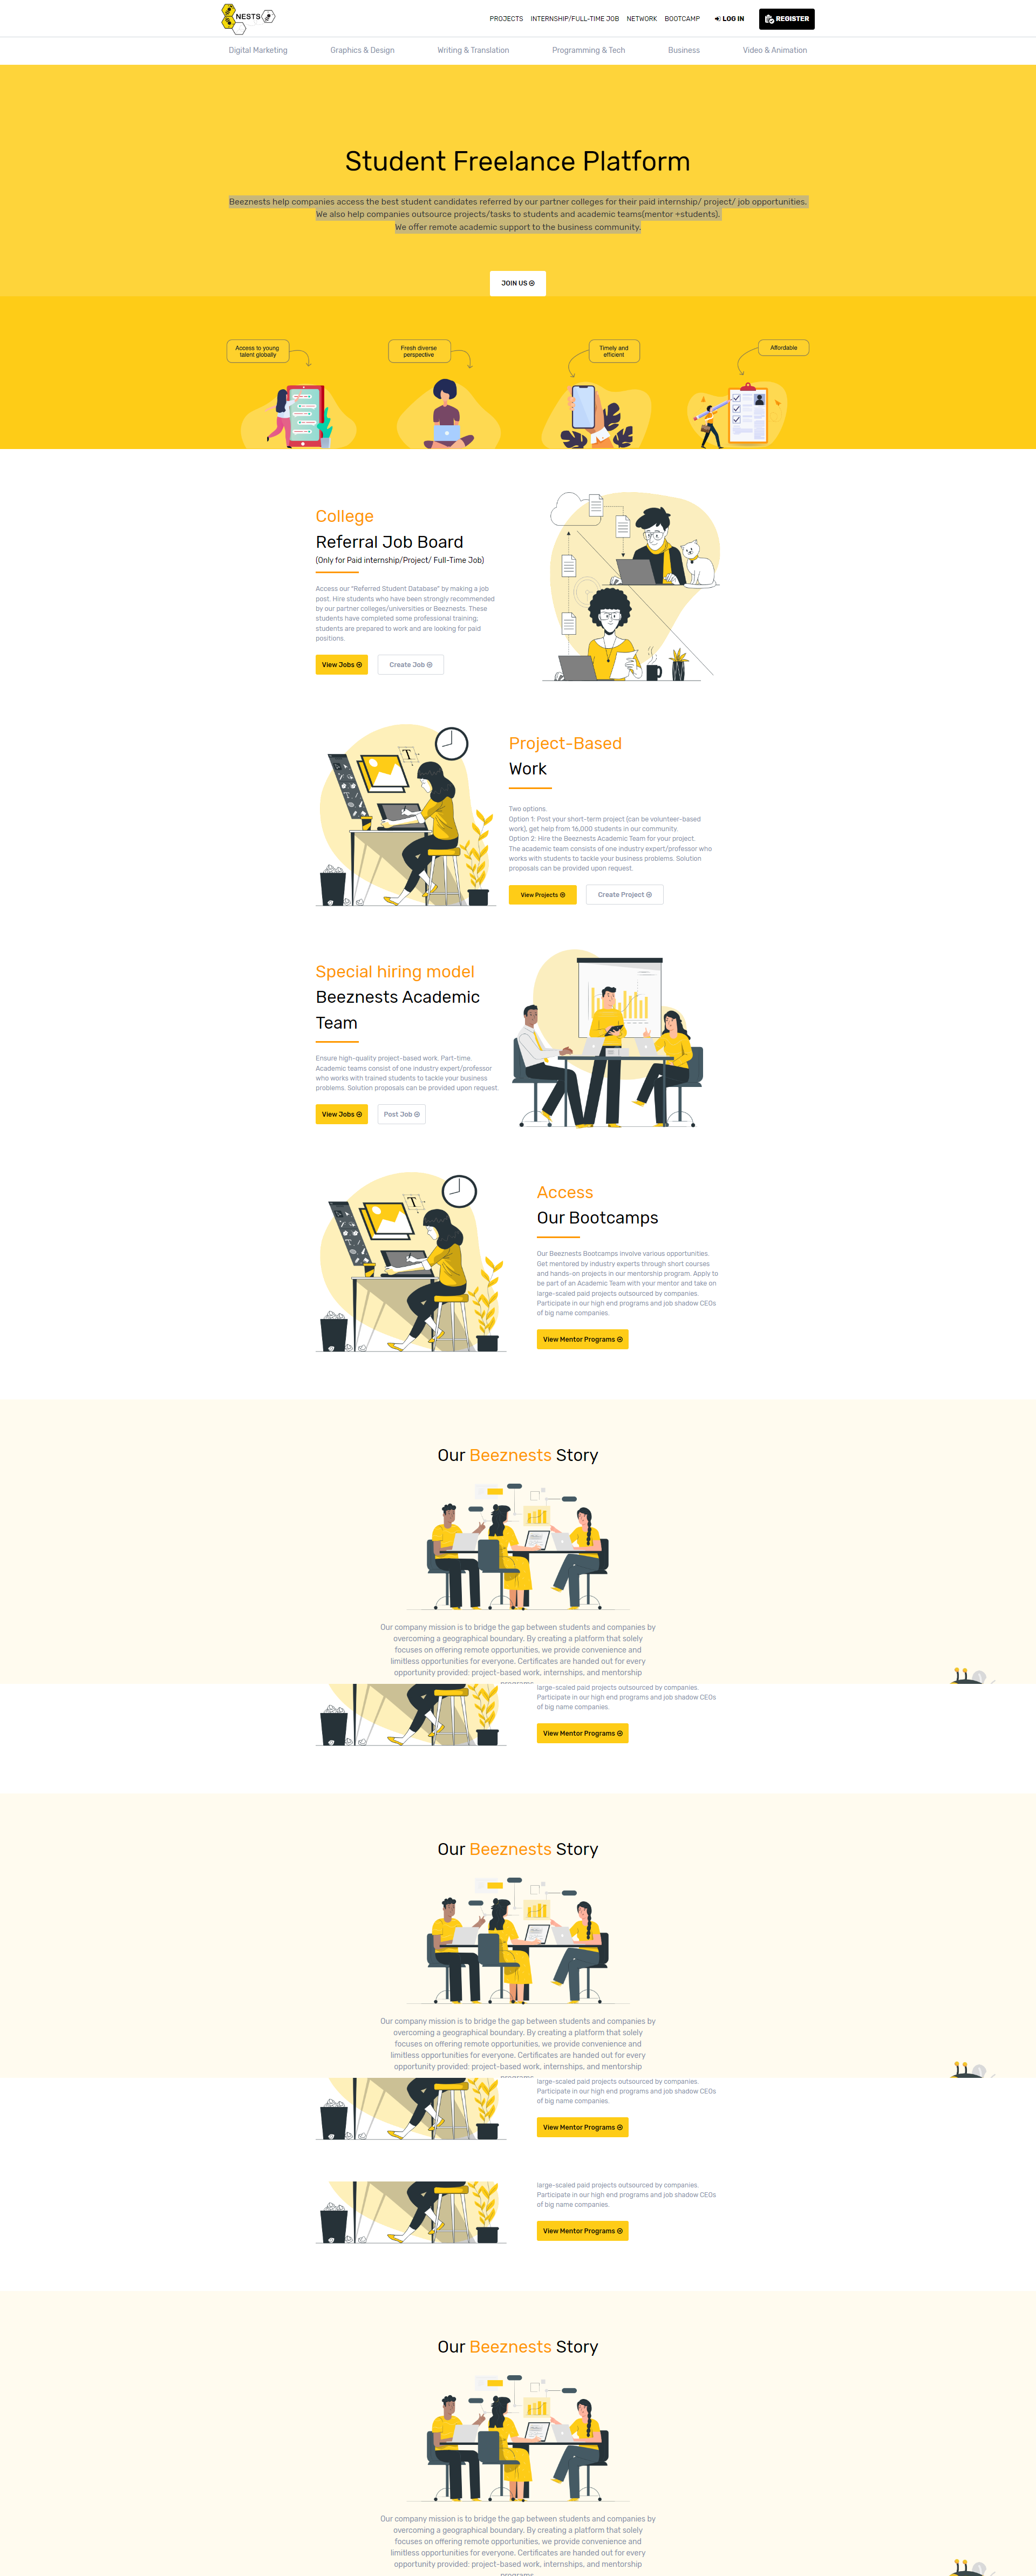 NESTS
PROJECTS INTERNSHIP/FULL-TIME JOB NETWORK BOOTCAMP LOG IN REGISTER
Digital Marketing Graphics & Design Writing & Translation Programming & Tech Business Video & Animation
Student Freelance Platform
Beeznests help companies access the best student candidates referred by our partner colleges for their paid internship/ project/ job opportunities.
We also help companies outsource projects/tasks to students and academic teams(mentor +students).
We offer remote academic support to the business community.
JOIN US
Access to young
talent globally
Fresh diverse
perspective
Timely and
efficient
Affordable
College
Referral Job Board
(Only for Paid internship/Project/ Full-Time Job)
Access our "Referred Student Database" by making a job
post. Hire students who have been strongly recommended
by our partner colleges/universities or Beeznests. These
students have completed some professional training;
students are prepared to work and are looking for paid
positions.
View Jobs Create Job
T
Project-Based
Work
Two options.
Option 1: Post your short-term project (can be volunteer-based
work), get help from 16,000 students in our community.
Option 2: Hire the Beeznests Academic Team for your project.
The academic team consists of one industry expert/professor who
works with students to tackle your business problems. Solution
proposals can be provided upon request.
View Projects Create Project
Special hiring model
Beeznests Academic
Team
Ensure high-quality project-based work. Part-time.
Academic teams consist of one industry expert/professor
who works with trained students to tackle your business
problems. Solution proposals can be provided upon request.
View Jobs Post Job
T
Access
Our Bootcamps
Our Beeznests Bootcamps involve various opportunities.
Get mentored by industry experts through short courses
and hands-on projects in our mentorship program. Apply to
be part of an Academic Team with your mentor and take on
large-scaled paid projects outsourced by companies.
Participate in our high end programs and job shadow CEOs
of big name companies.
View Mentor Programs
Our Beeznests Story
Our company mission is to bridge the gap between students and companies by
overcoming a geographical boundary. By creating a platform that solely
focuses on offering remote opportunities, we provide convenience and
limitless opportunities for everyone. Certificates are handed out for every
opportunity provided: project-based work, internships, and mentorship
large-scaled paid projects outsourced by companies.
Participate in our high end programs and job shadow CEOs
of big name companies.
View Mentor Programs
Our Beeznests Story
Our company mission is to bridge the gap between students and companies by
overcoming a geographical boundary. By creating a platform that solely
focuses on offering remote opportunities, we provide convenience and
limitless opportunities for everyone. Certificates are handed out for every
opportunity provided: project-based work, internships, and mentorship
large-scaled paid projects outsourced by companies.
Participate in our high end programs and job shadow CEOs
of big name companies.
View Mentor Programs
large-scaled paid projects outsourced by companies.
Participate in our high end programs and job shadow CEOs
of big name companies.
View Mentor Programs
Our Beeznests Story
Our company mission is to bridge the gap between students and companies by
overcoming a geographical boundary. By creating a platform that solely
focuses on offering remote opportunities, we provide convenience and
limitless opportunities for everyone. Certificates are handed out for every
opportunity provided: project-based work, internships, and mentorship